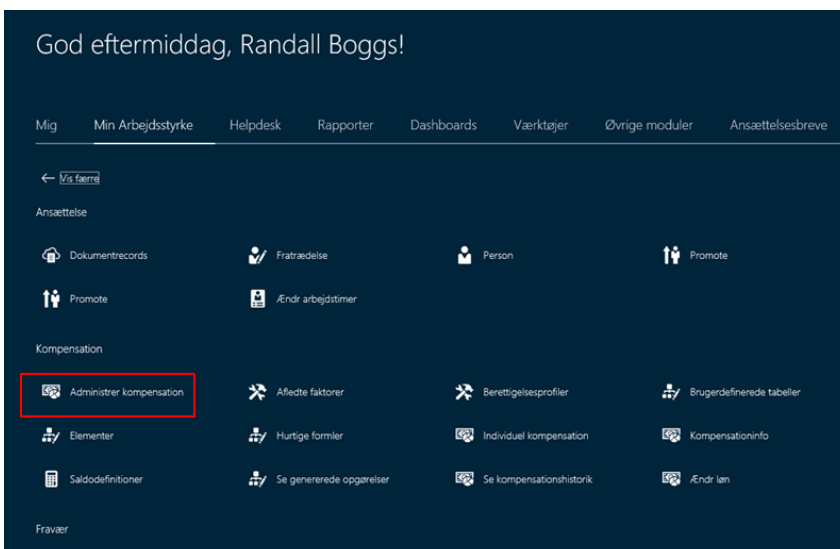 God eftermiddag, Randall Boggs!
Mig Min Arbejdsstyrke Helpdesk Rapporter Dashboards Værktøjer Øvrige moduler Ansættelsesbreve
Vis færre
Ansættelse
Dokumentrecords Fratrædelse Person Promote
Promote Ændr arbejdstimer
Kompensation
Administrer kompensation Afledte faktorer Berettigelsesprofiler Brugerdefinerede tabeller
Elementer Hurtige formler Individuel kompensation Kompensationinfo
Saldodefinitioner Se genererede opgørelser Se kompensationshistorik Ændr løn
Fravær